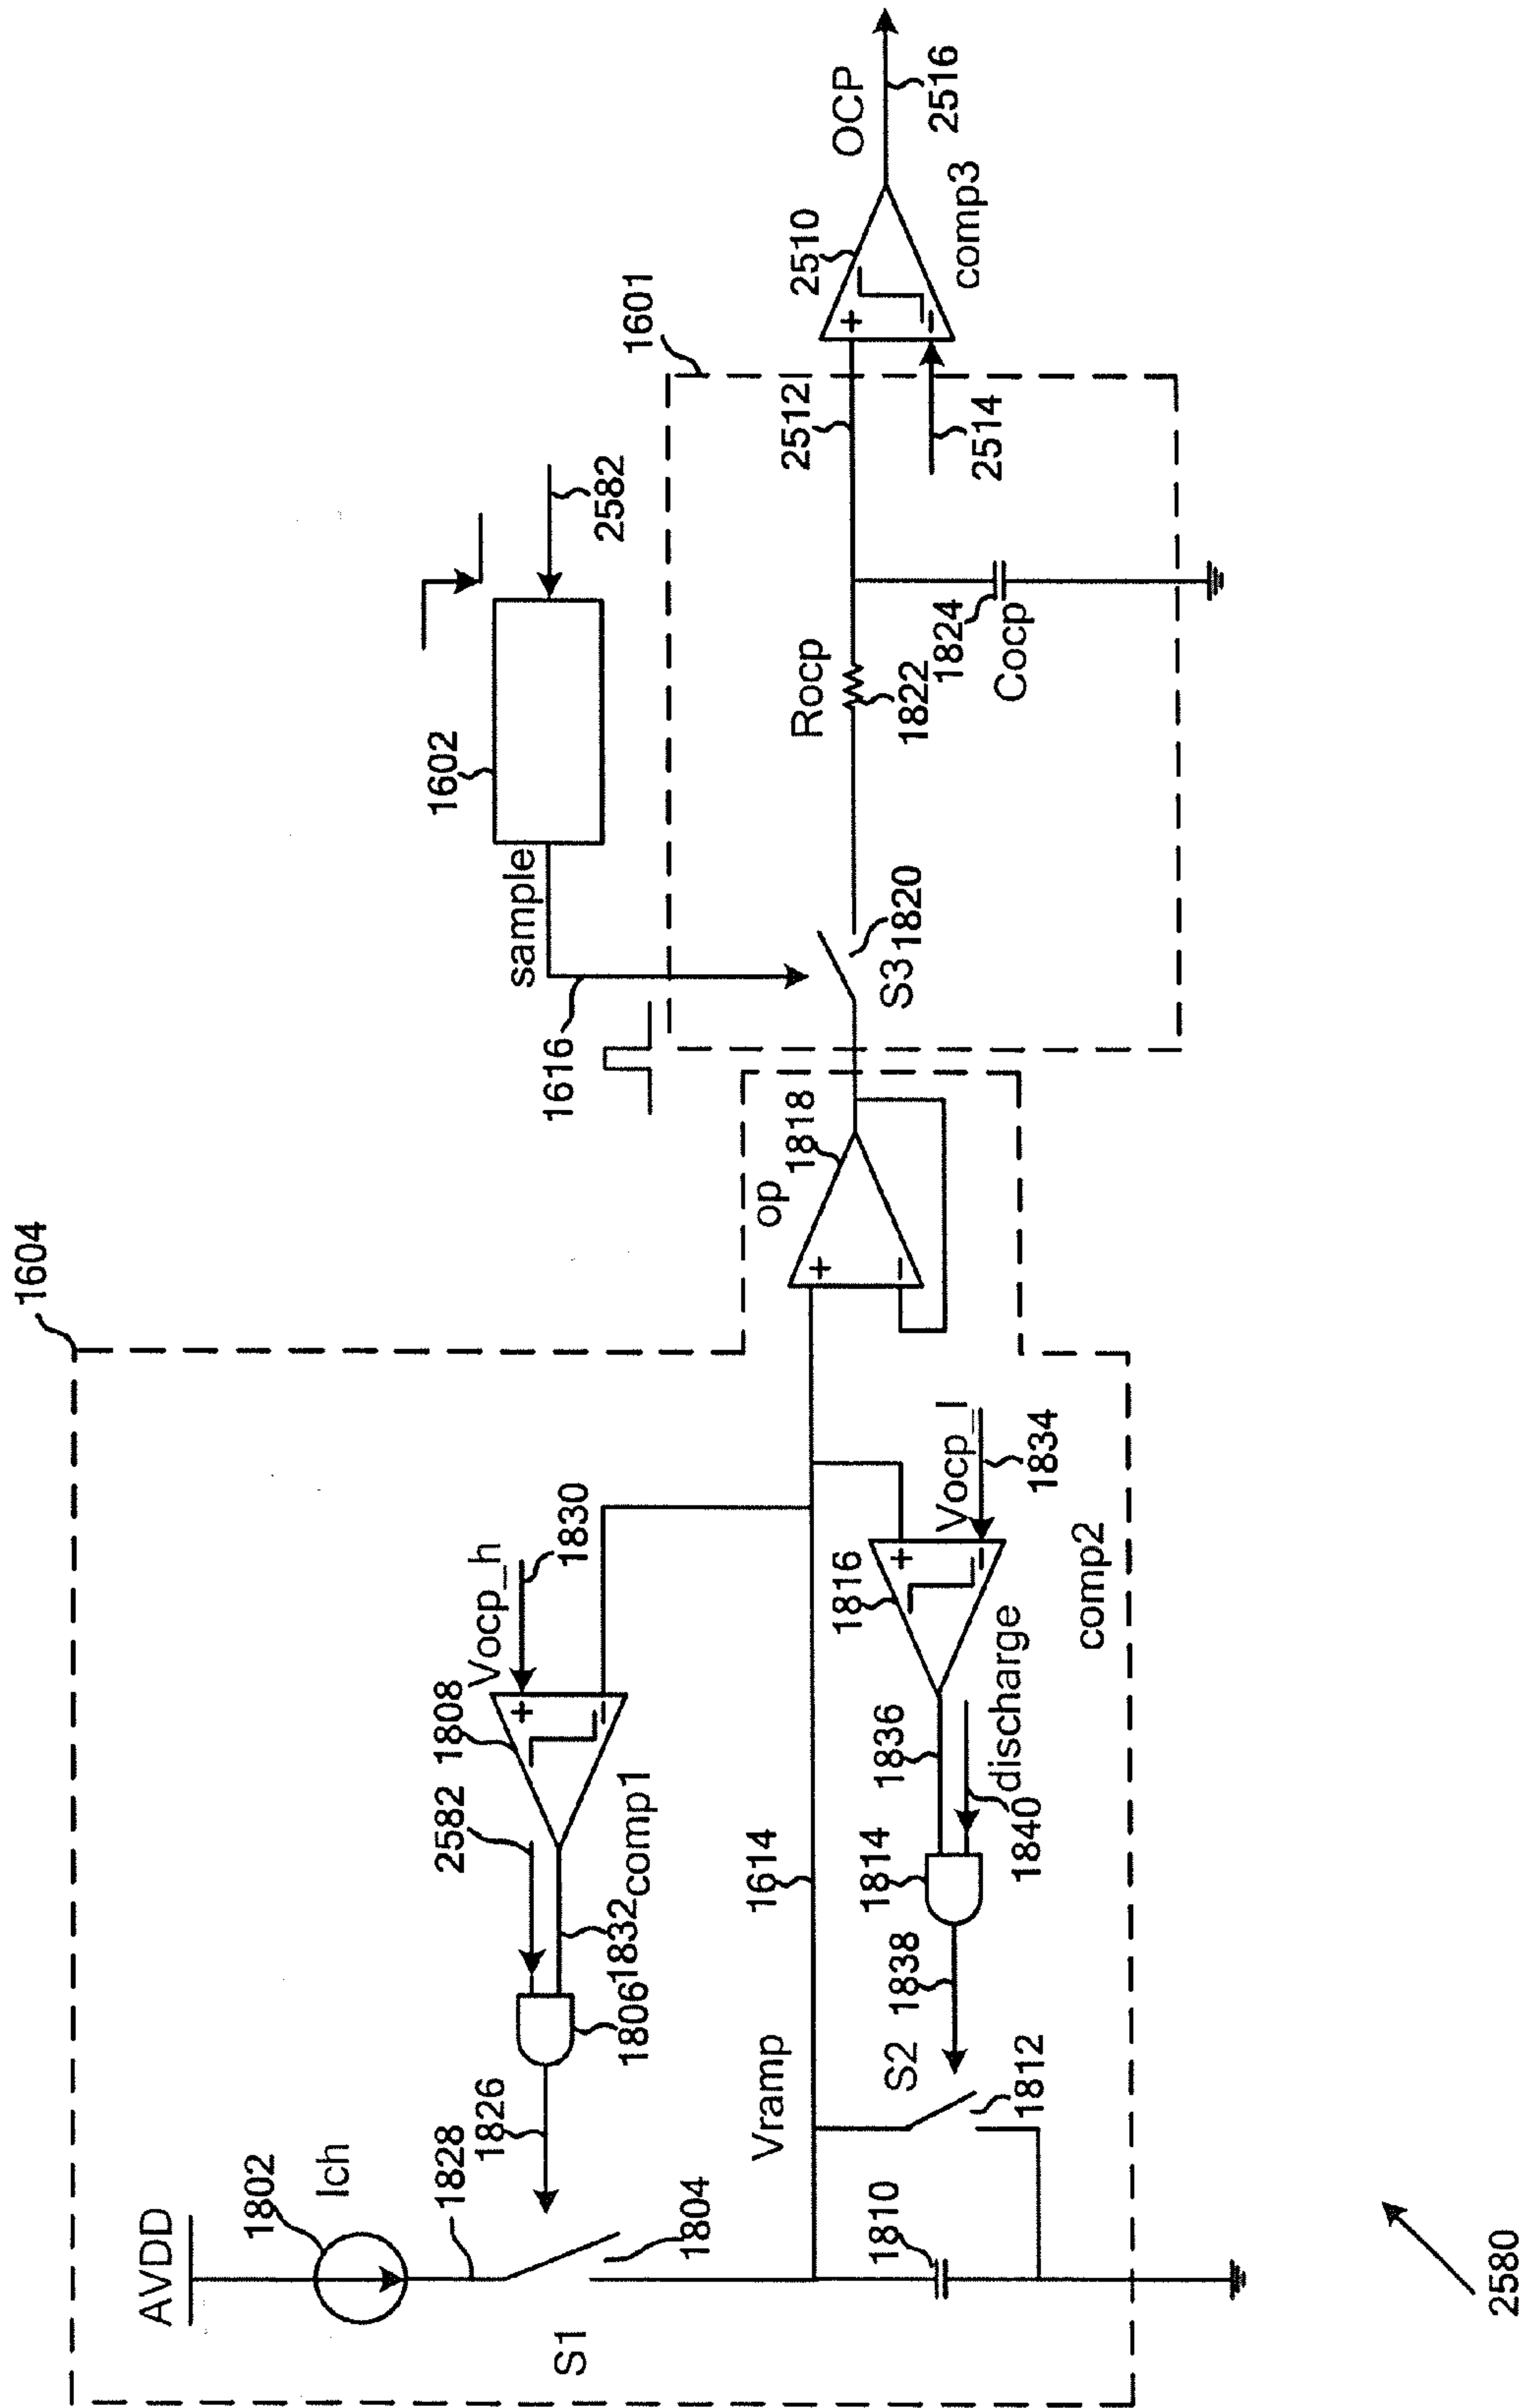 1604
AVDD
1802
Ich
1828
1826
S1
1804
1806
1832
comp1
2582
1808
Vocp_h
1830
Vramp
1614
1810
S2
1812
1838
1814
1840
discharge
1836
1816
Vocp_l
1834
comp2
op
+
−
1818
1616
sample
1602
2582
1601
S3
1820
Rocp
1822
1824
Cocp
2512
2514
2510
comp3
OCP
2516
+
−
+
−
+
−
2580